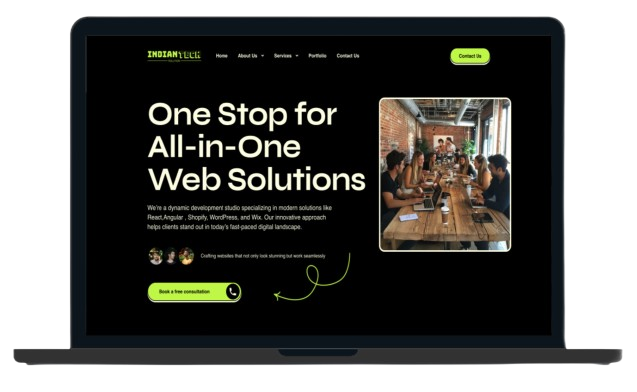 INDIANTECH
Home
About Us
Services
Portfolio
Contact Us
Contact Us
One Stop for
All-in-One
Web Solutions
We're a dynamic development studio specializing in modern solutions like
React,Angular , Shopify, WordPress, and Wix. Our innovative approach
helps clients stand out in today's fast-paced digital landscape.
Crafting websites that not only look stunning but work seamlessly
Book a free consultation